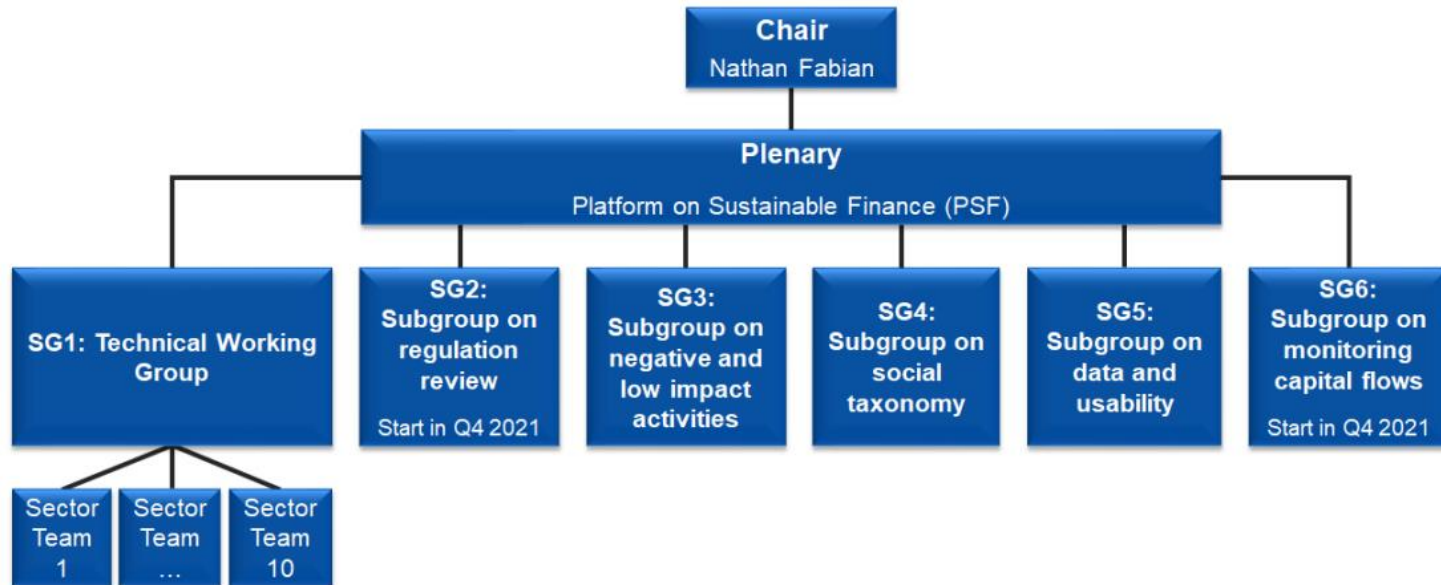 Chair
Nathan Fabian
Plenary
Platform on Sustainable Finance (PSF)
SG1: Technical Working
Group
SG2:
Subgroup on
regulation
review
Start in Q4 2021
SG3:
Subgroup on
negative and
low impact
activities
SG4:
Subgroup on
social
taxonomy
SG5:
Subgroup on
data and
usability
SG6:
Subgroup on
monitoring
capital flows
Start in Q4 2021
Sector
Team
1
Sector
Team
...
Sector
Team
10